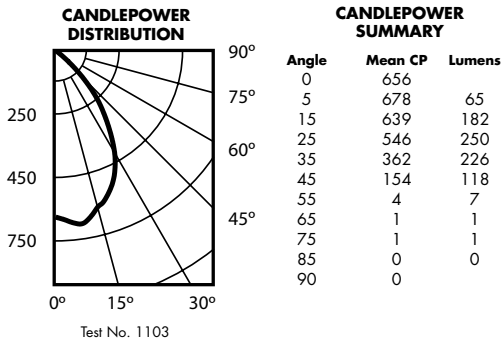 CANDLEPOWER
DISTRIBUTION
90º
75º
60º
45º
250
450
750
0º 15º 30º
Test No. 1103
CANDLEPOWER
SUMMARY
Angle Mean CP Lumens
0 656
5 678 65
15 639 182
25 546 250
35 362 226
45 154 118
55 4 7
65 1 1
75 1 1
85 0 0
90 0